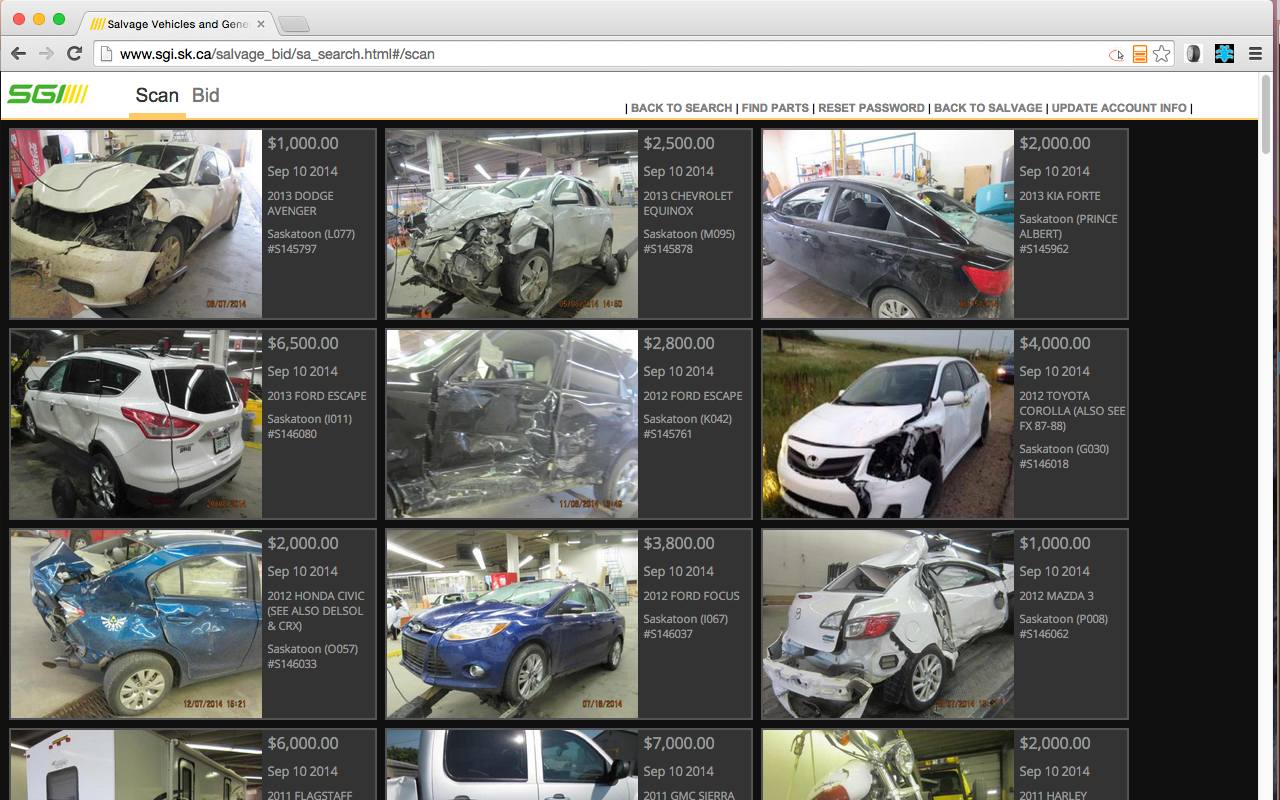 Salvage Vehicles and Gene
www.sgi.sk.ca/salvage_bid/sa_search.html#/scan
SGI
Scan Bid
| BACK TO SEARCH | FIND PARTS | RESET PASSWORD | BACK TO SALVAGE | UPDATE ACCOUNT INFO |
$1,000.00
Sep 10 2014
2013 DODGE
AVENGER
Saskatoon (L077)
#S145797
08/07/2014
$2,500.00
Sep 10 2014
2013 CHEVROLET
EQUINOX
Saskatoon (M095)
#S145878
$2,000.00
Sep 10 2014
2013 KIA FORTE
Saskatoon (PRINCE
ALBERT)
#S145962
$6,500.00
Sep 10 2014
2013 FORD ESCAPE
Saskatoon (I011)
#S146080
$2,800.00
Sep 10 2014
2012 FORD ESCAPE
Saskatoon (K042)
#S145761
$4,000.00
Sep 10 2014
2012 TOYOTA
COROLLA (ALSO SEE
FX 87-88)
Saskatoon (G030)
#S146018
$2,000.00
Sep 10 2014
2012 HONDA CIVIC
(SEE ALSO DELSOL
& CRX)
Saskatoon (O057)
#S146033
12/07/2014 15:21
$3,800.00
Sep 10 2014
2012 FORD FOCUS
Saskatoon (I067)
#S146037
07/18/2014
$1,000.00
Sep 10 2014
2012 MAZDA 3
Saskatoon (P008)
#S146062
$6,000.00
Sep 10 2014
2011 FLAGSTAFF
$7,000.00
Sep 10 2014
2011 GMC SIERRA
$2,000.00
Sep 10 2014
2011 HARLEY